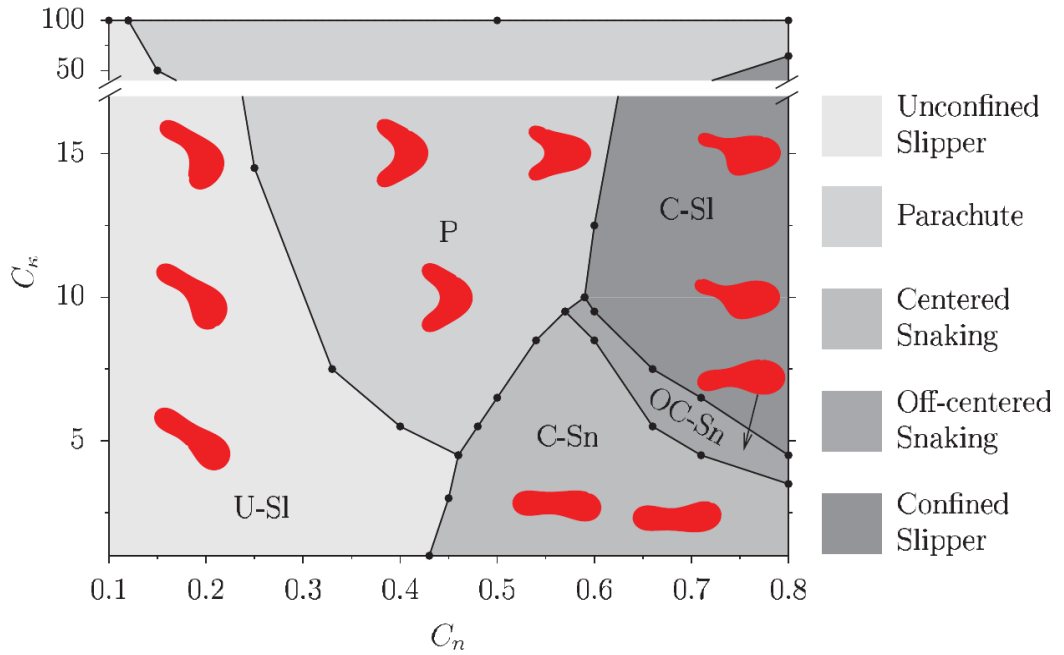 100
50
15
10
5
Cκ
P
C-Sl
OC-Sn
C-Sn
U-Sl
0.1 0.2 0.3 0.4 0.5 0.6 0.7 0.8
Cn
Unconfined
Slipper
Parachute
Centered
Snaking
Off-centered
Snaking
Confined
Slipper